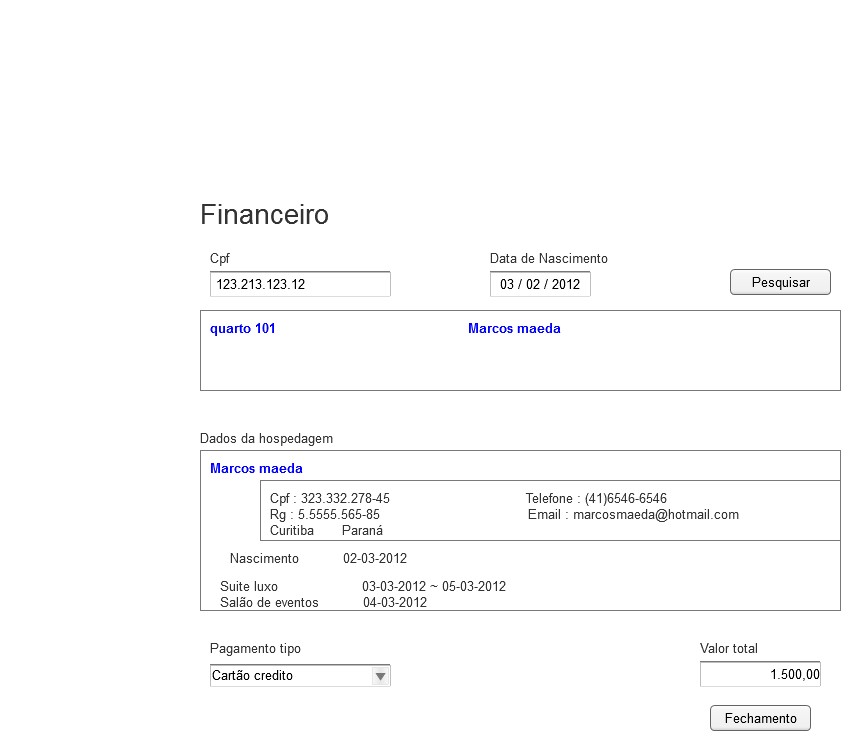 Financeiro
Cpf Data de Nascimento
123.213.123.12 03 / 02 / 2012 Pesquisar
quarto 101 Marcos maeda
Dados da hospedagem
Marcos maeda
Cpf : 323.332.278-45 Telefone : (41)6546-6546
Rg : 5.5555.565-85 Email : marcosmaeda@hotmail.com
Curitiba Paraná
Nascimento 02-03-2012
Suite luxo 03-03-2012 ~ 05-03-2012
Salão de eventos 04-03-2012
Pagamento tipo Valor total
Cartão credito 1.500,00
Fechamento